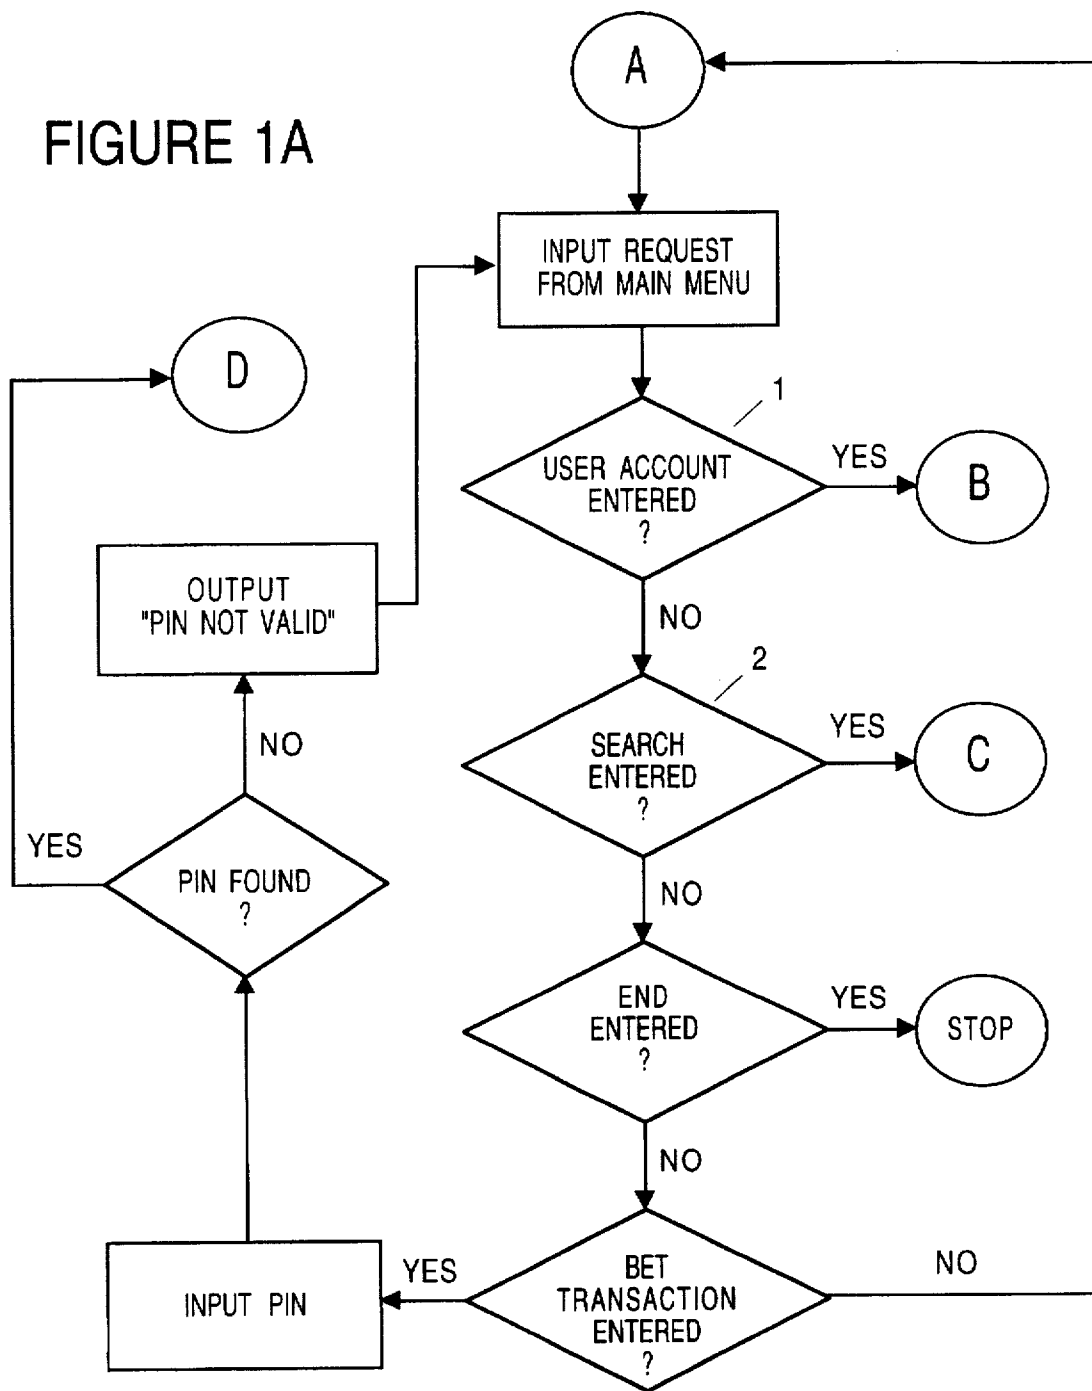 A
FIGURE 1A
INPUT REQUEST
FROM MAIN MENU
D
1
USER ACCOUNT
ENTERED
?
YES
B
OUTPUT
"PIN NOT VALID"
NO
2
SEARCH
ENTERED
?
YES
C
NO
YES
PIN FOUND
?
NO
END
ENTERED
?
YES
STOP
NO
INPUT PIN
YES
BET
TRANSACTION
ENTERED
?
NO